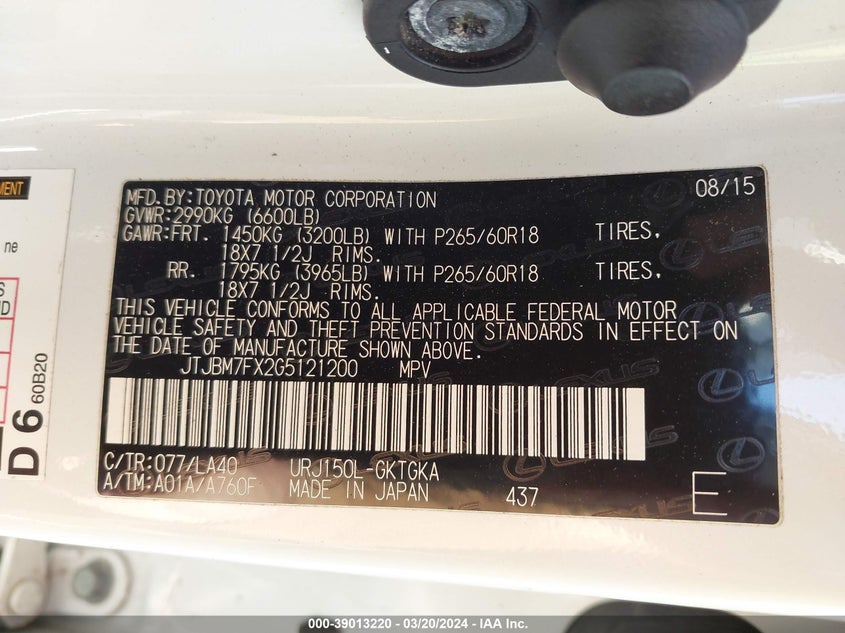 MENT
ne
S
ND
D 6 60B20
MFD. BY: TOYOTA MOTOR CORPORATION 08/15
GVWR: 2990KG (6600LB)
GAWR: FRT. 1450KG (3200LB) WITH P265/60R18 TIRES,
18X7 1/2J RIMS.
RR. 1795KG (3965LB) WITH P265/60R18 TIRES,
18X7 1/2J RIMS.
THIS VEHICLE CONFORMS TO ALL APPLICABLE FEDERAL MOTOR
VEHICLE SAFETY AND THEFT PREVENTION STANDARDS IN EFFECT ON
THE DATE OF MANUFACTURE SHOWN ABOVE.
JTJBM7FX2G5121200 MPV
C/TR: 077/LA40 URJ150L-GKTGKA
A/TM: A01A/A760F MADE IN JAPAN 437 E
LEXUS
000-39013220 - 03/20/2024 - IAA Inc.